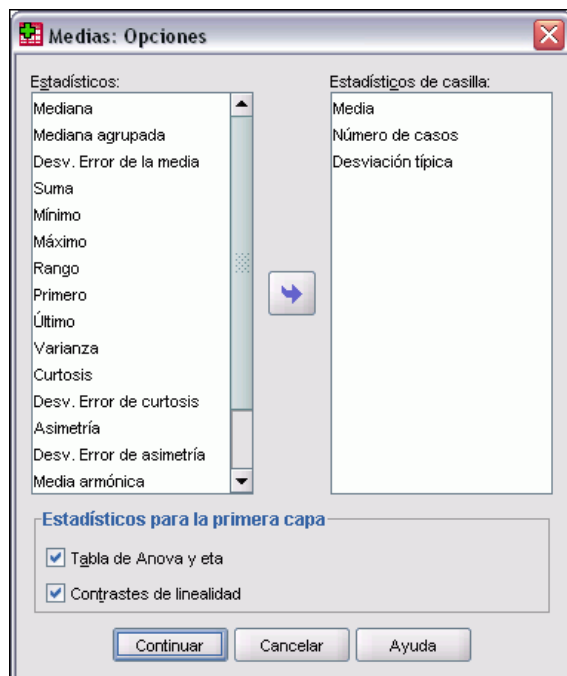 Medias: Opciones
Estadísticos:
Mediana
Mediana agrupada
Desv. Error de la media
Suma
Mínimo
Máximo
Rango
Primero
Último
Varianza
Curtosis
Desv. Error de curtosis
Asimetría
Desv. Error de asimetría
Media armónica
Estadísticos de casilla:
Media
Número de casos
Desviación típica
Estadísticos para la primera capa
Tabla de Anova y eta
Contrastes de linealidad
Continuar
Cancelar
Ayuda